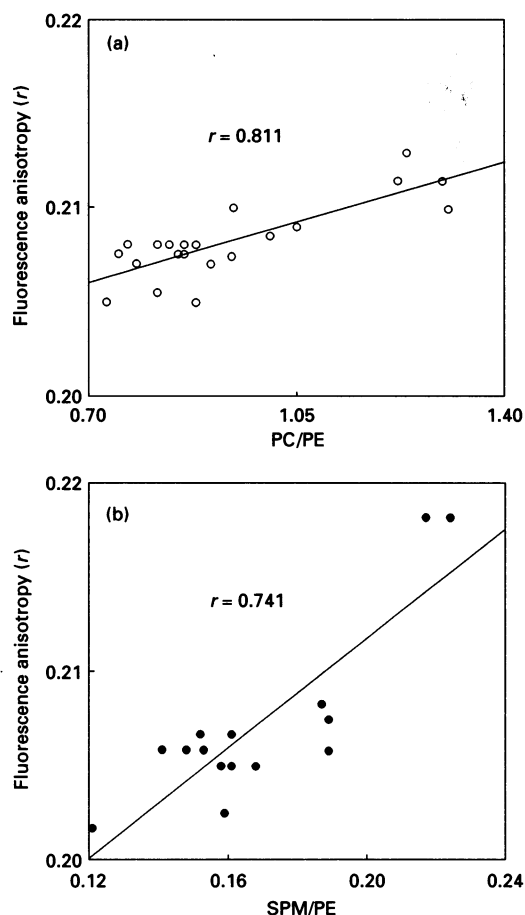 0.22
(a)
r = 0.811
0.21
0.20
Fluorescence anisotropy (r)
0.70
1.05
1.40
PC/PE
0.22
(b)
r = 0.741
0.21
0.20
Fluorescence anisotropy (r)
0.12
0.16
0.20
0.24
SPM/PE